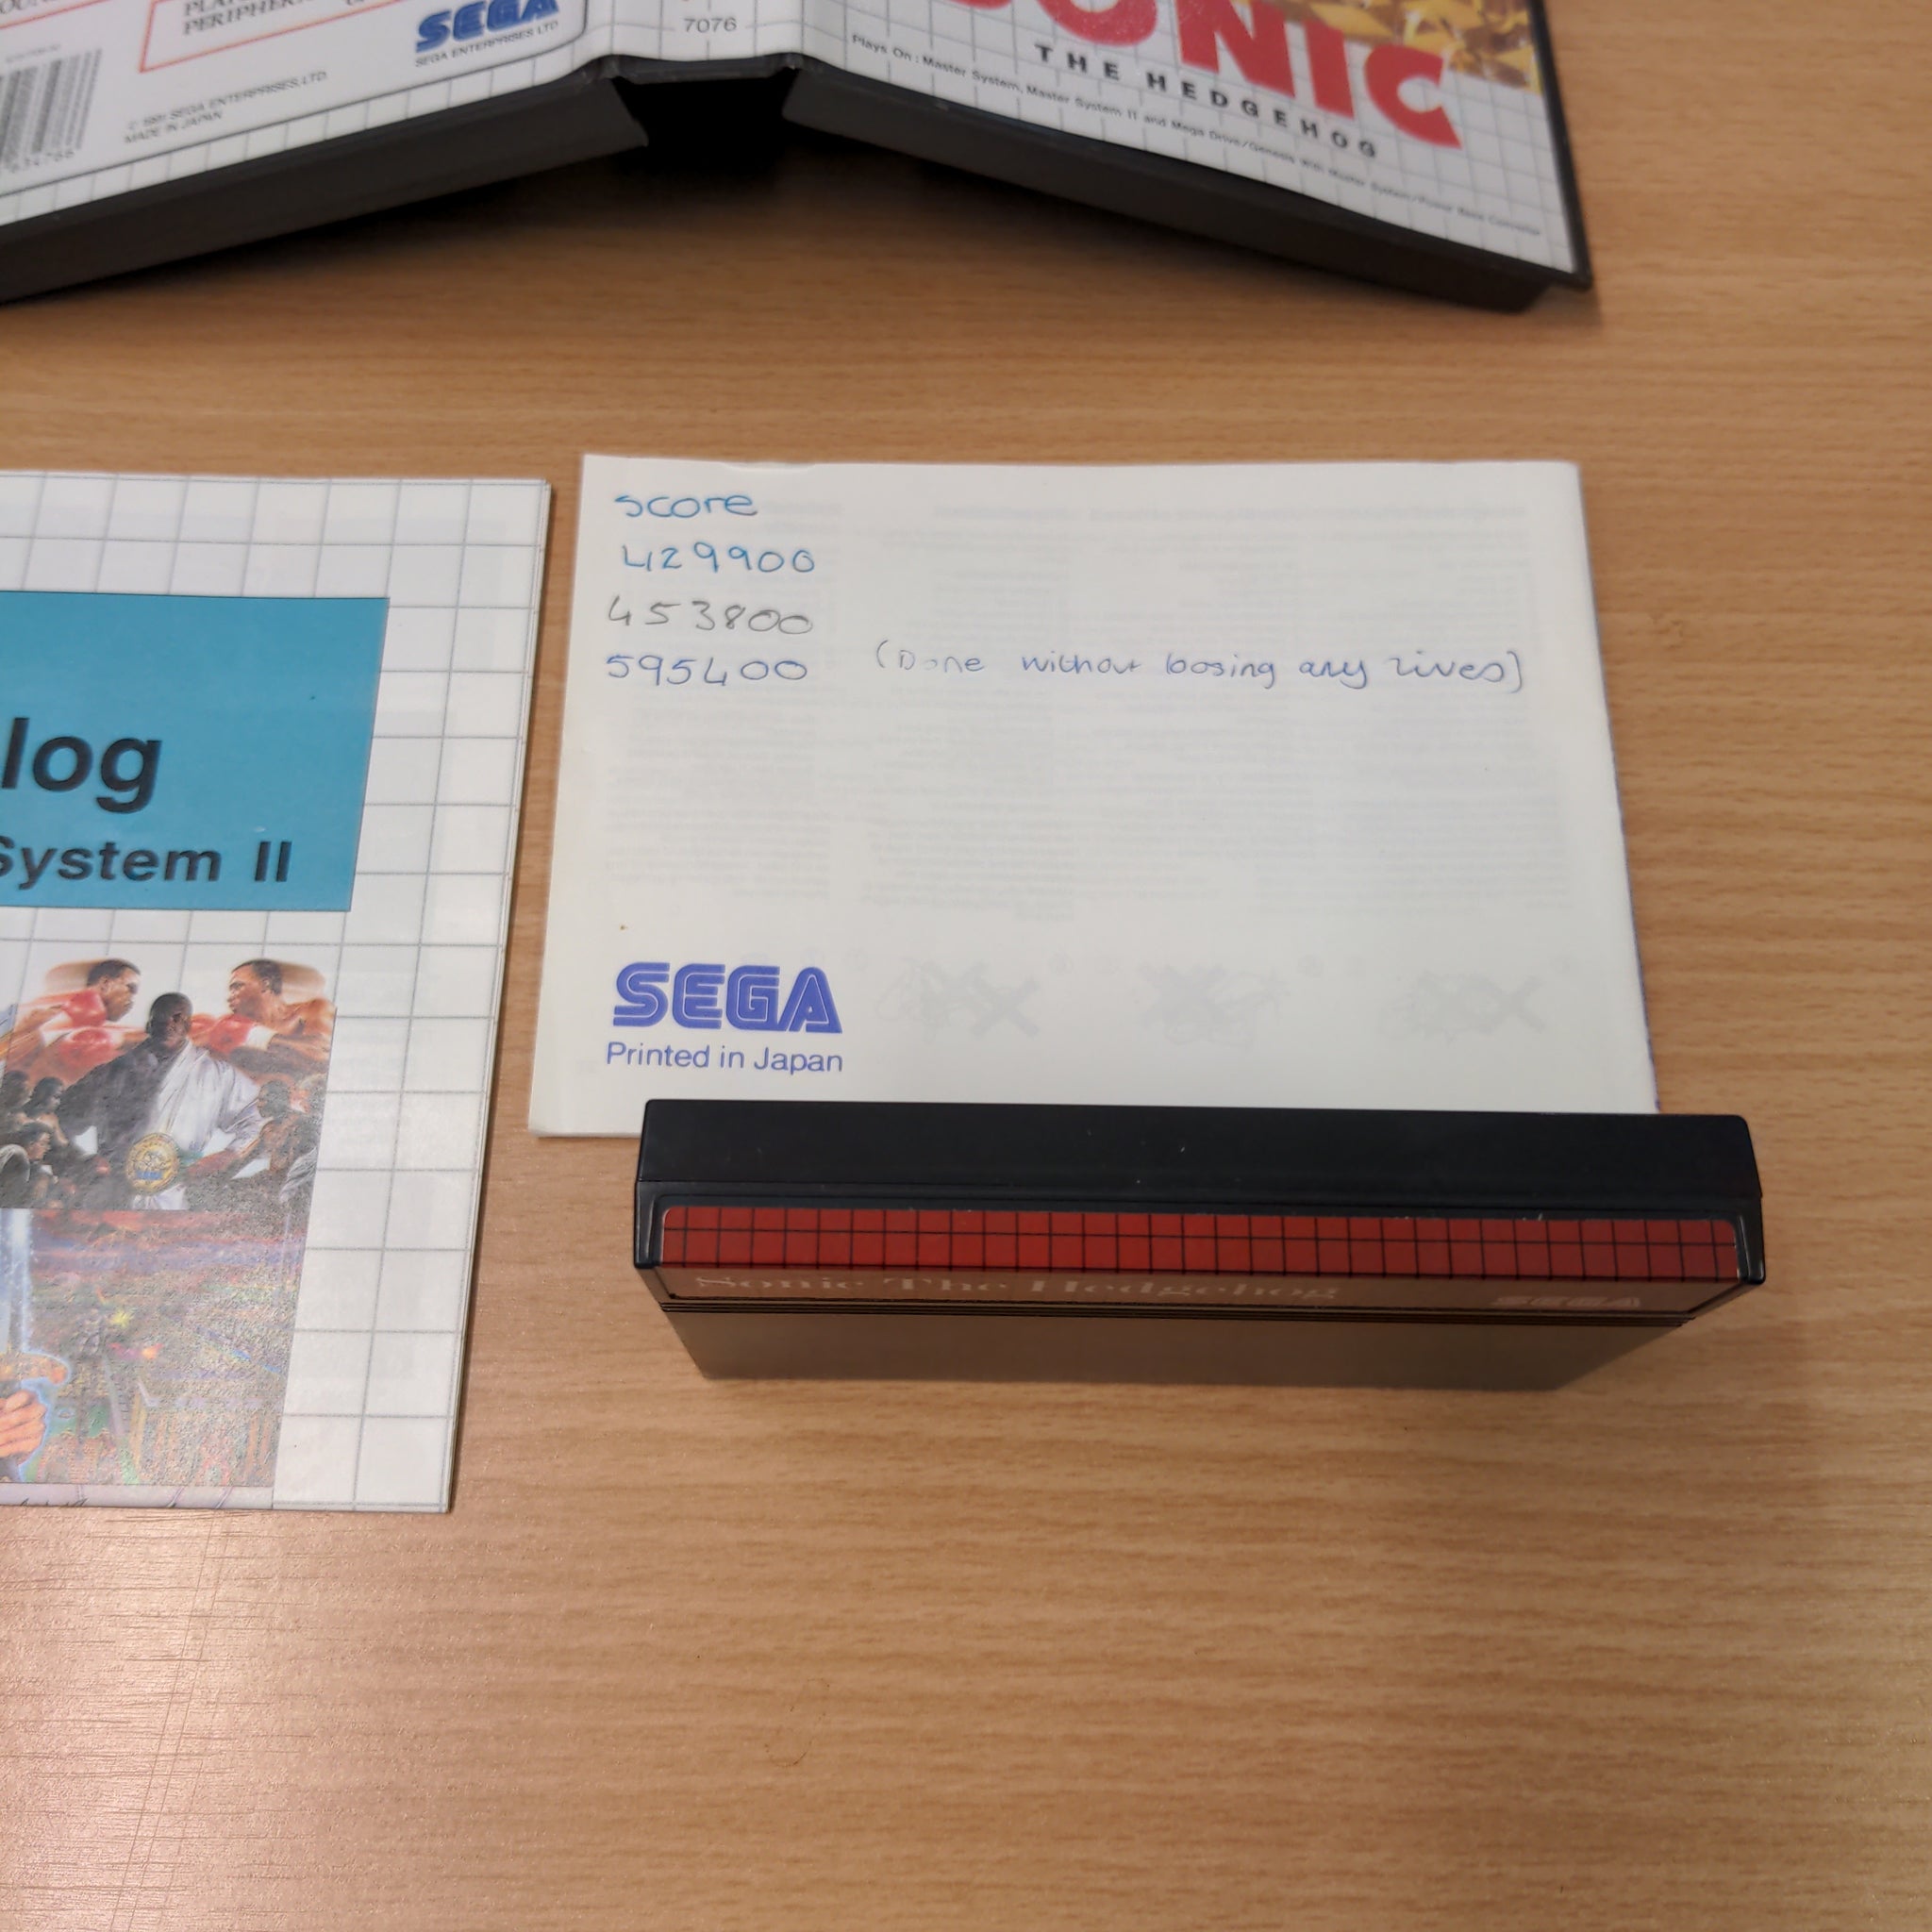 PERIPHER
SEGA
SEGA ENTERPRISES LTD
© 1991 SEGA ENTERPRISES, LTD.
MADE IN JAPAN
7076
SONIC
THE HEDGEHOG
Plays On : Master System, Master System II and Mega Drive/Genesis with Master System/Power Base Converter
score
429900
453800
595400 (Done without loosing any lives)
log
System II
SEGA
Printed in Japan
Sonic The Hedgehog
SEGA